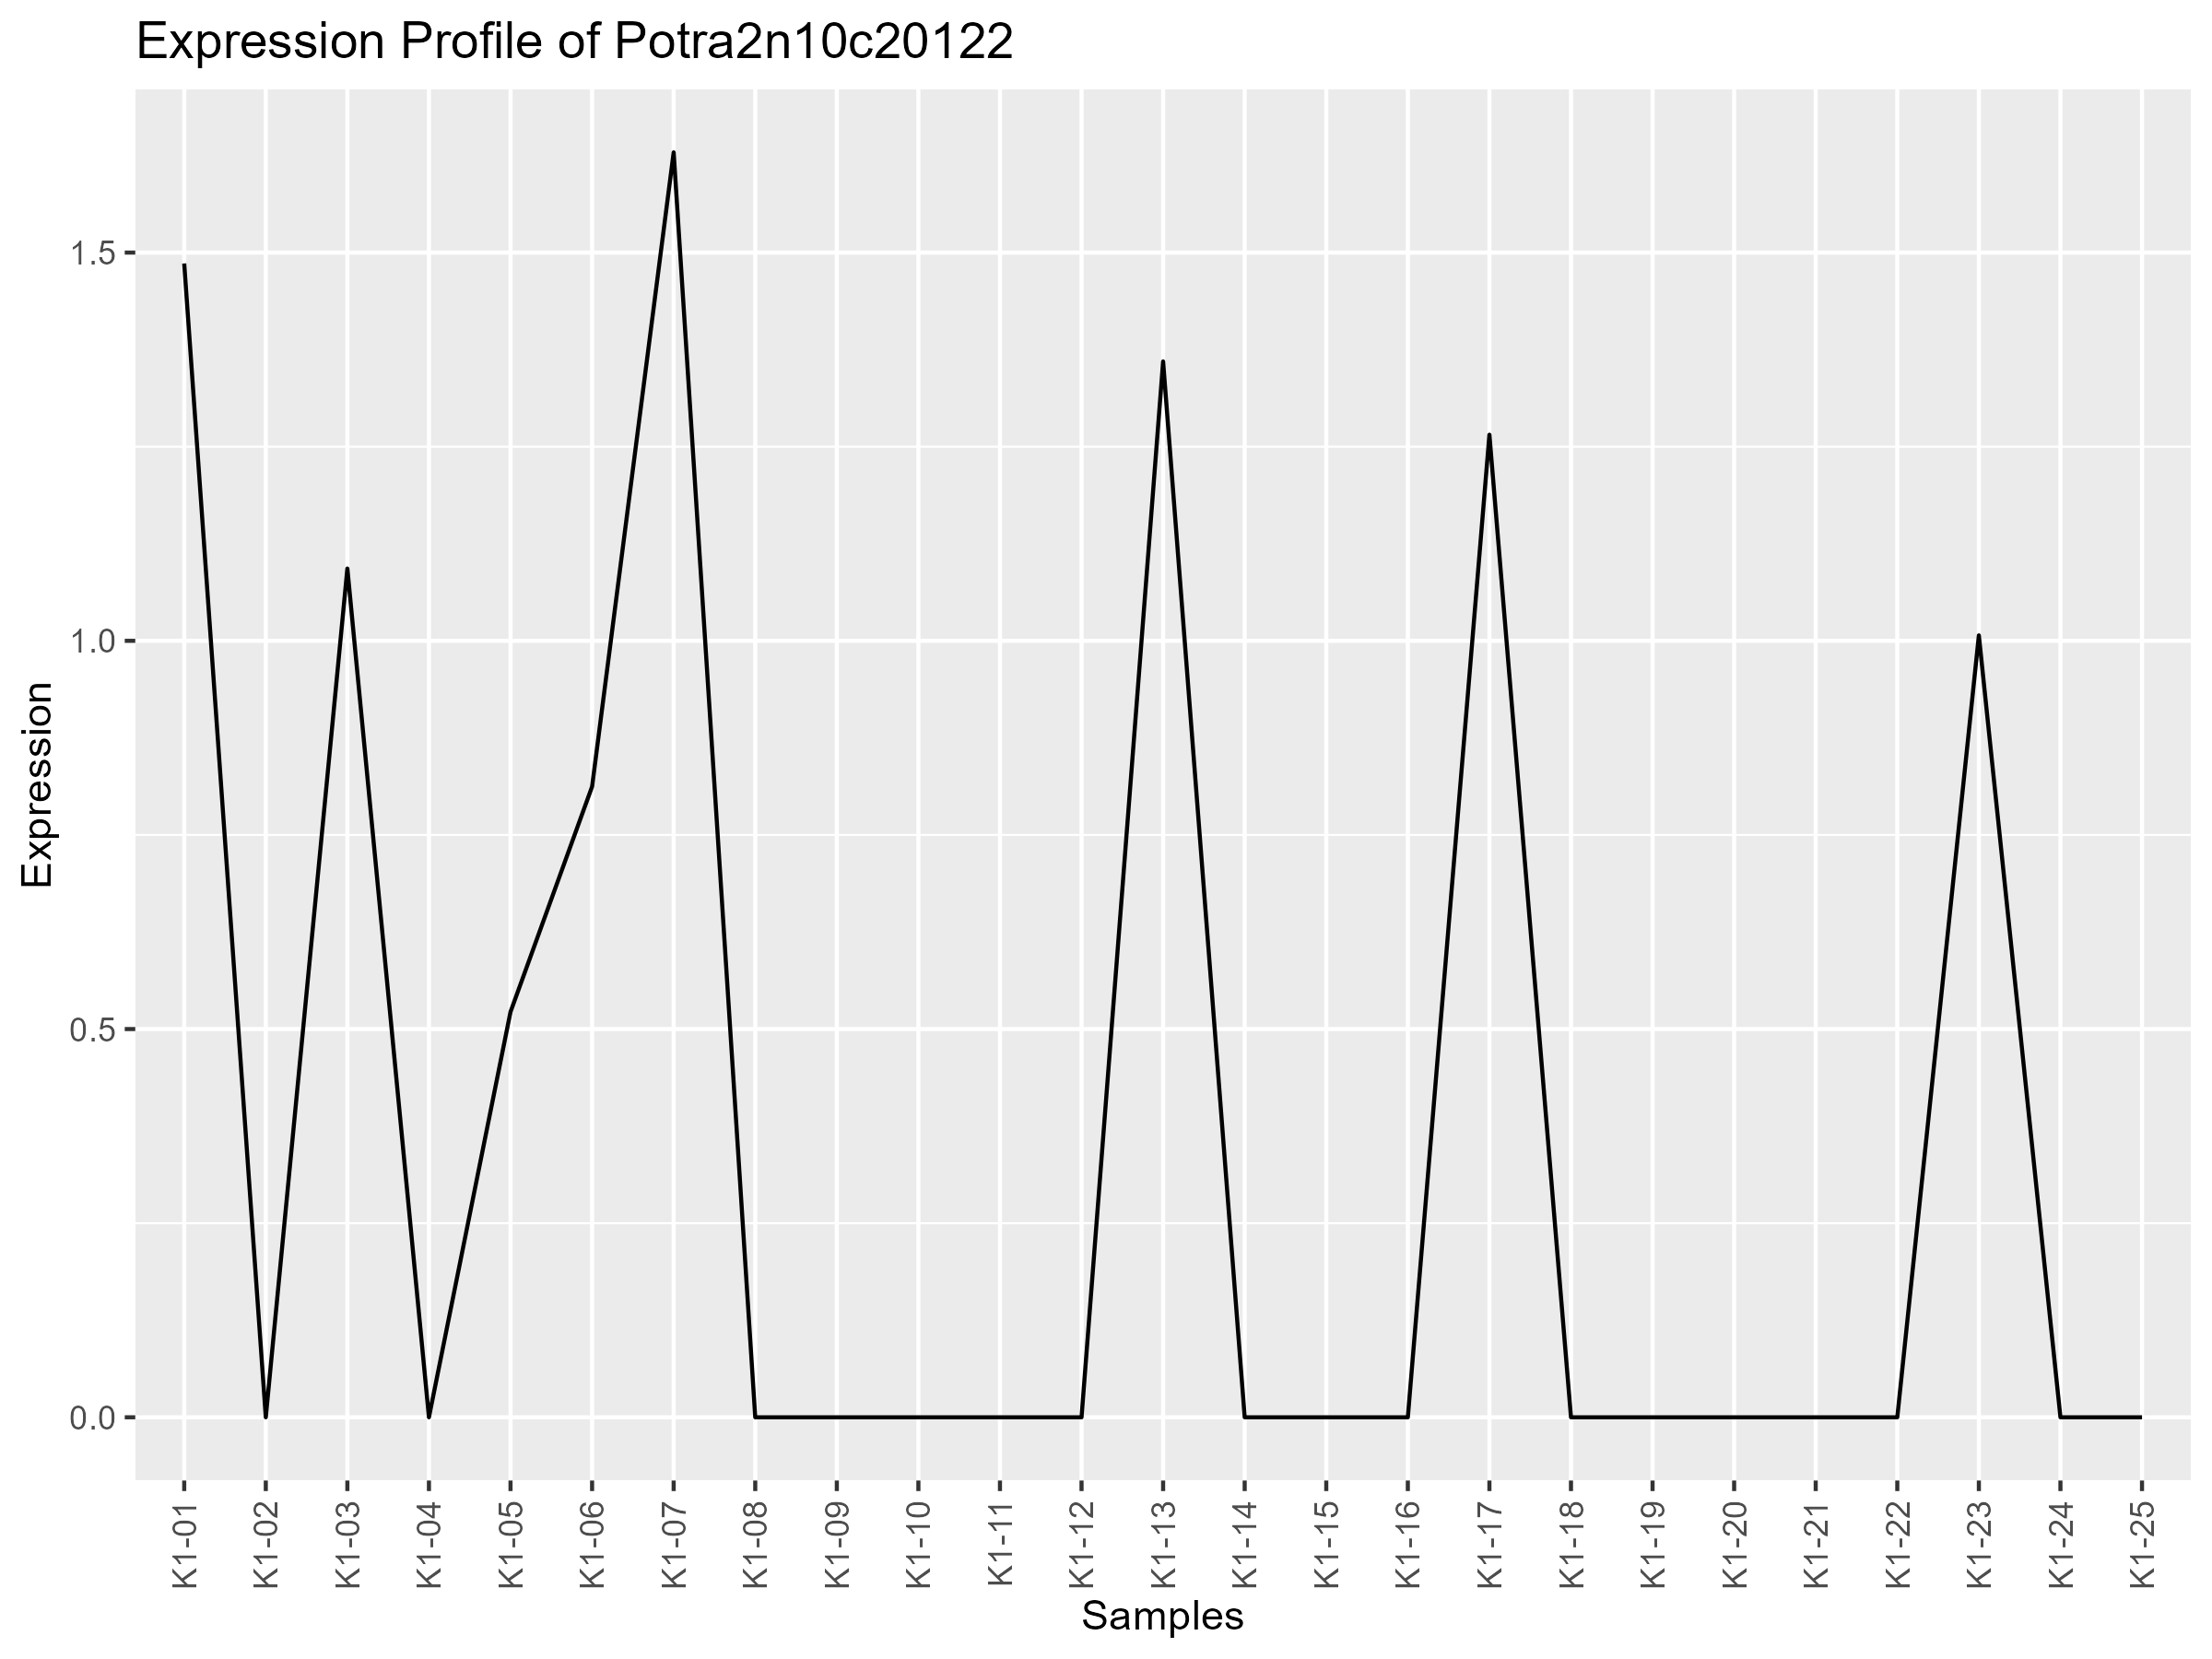 Expression Profile of Potra2n10c20122
Expression
1.5
1.0
0.5
0.0
K1-01
K1-02
K1-03
K1-04
K1-05
K1-06
K1-07
K1-08
K1-09
K1-10
K1-11
K1-12
K1-13
K1-14
K1-15
K1-16
K1-17
K1-18
K1-19
K1-20
K1-21
K1-22
K1-23
K1-24
K1-25
Samples